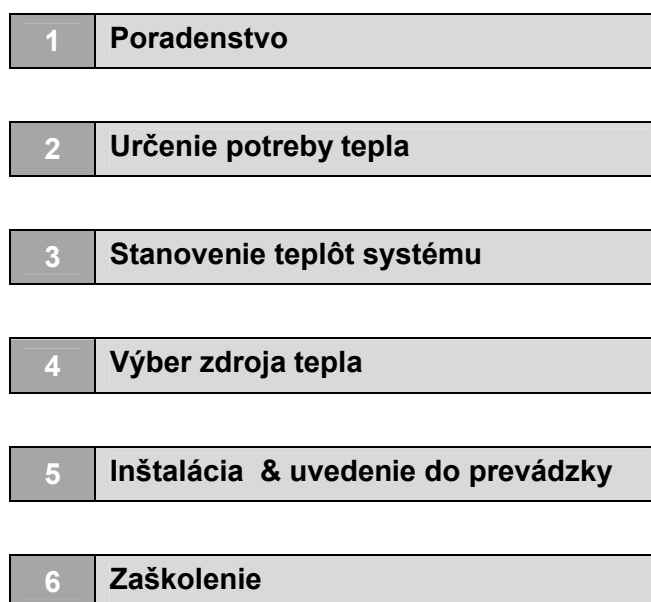 1 Poradenstvo
2 Určenie potreby tepla
3 Stanovenie teplôt systému
4 Výber zdroja tepla
5 Inštalácia & uvedenie do prevádzky
6 Zaškolenie